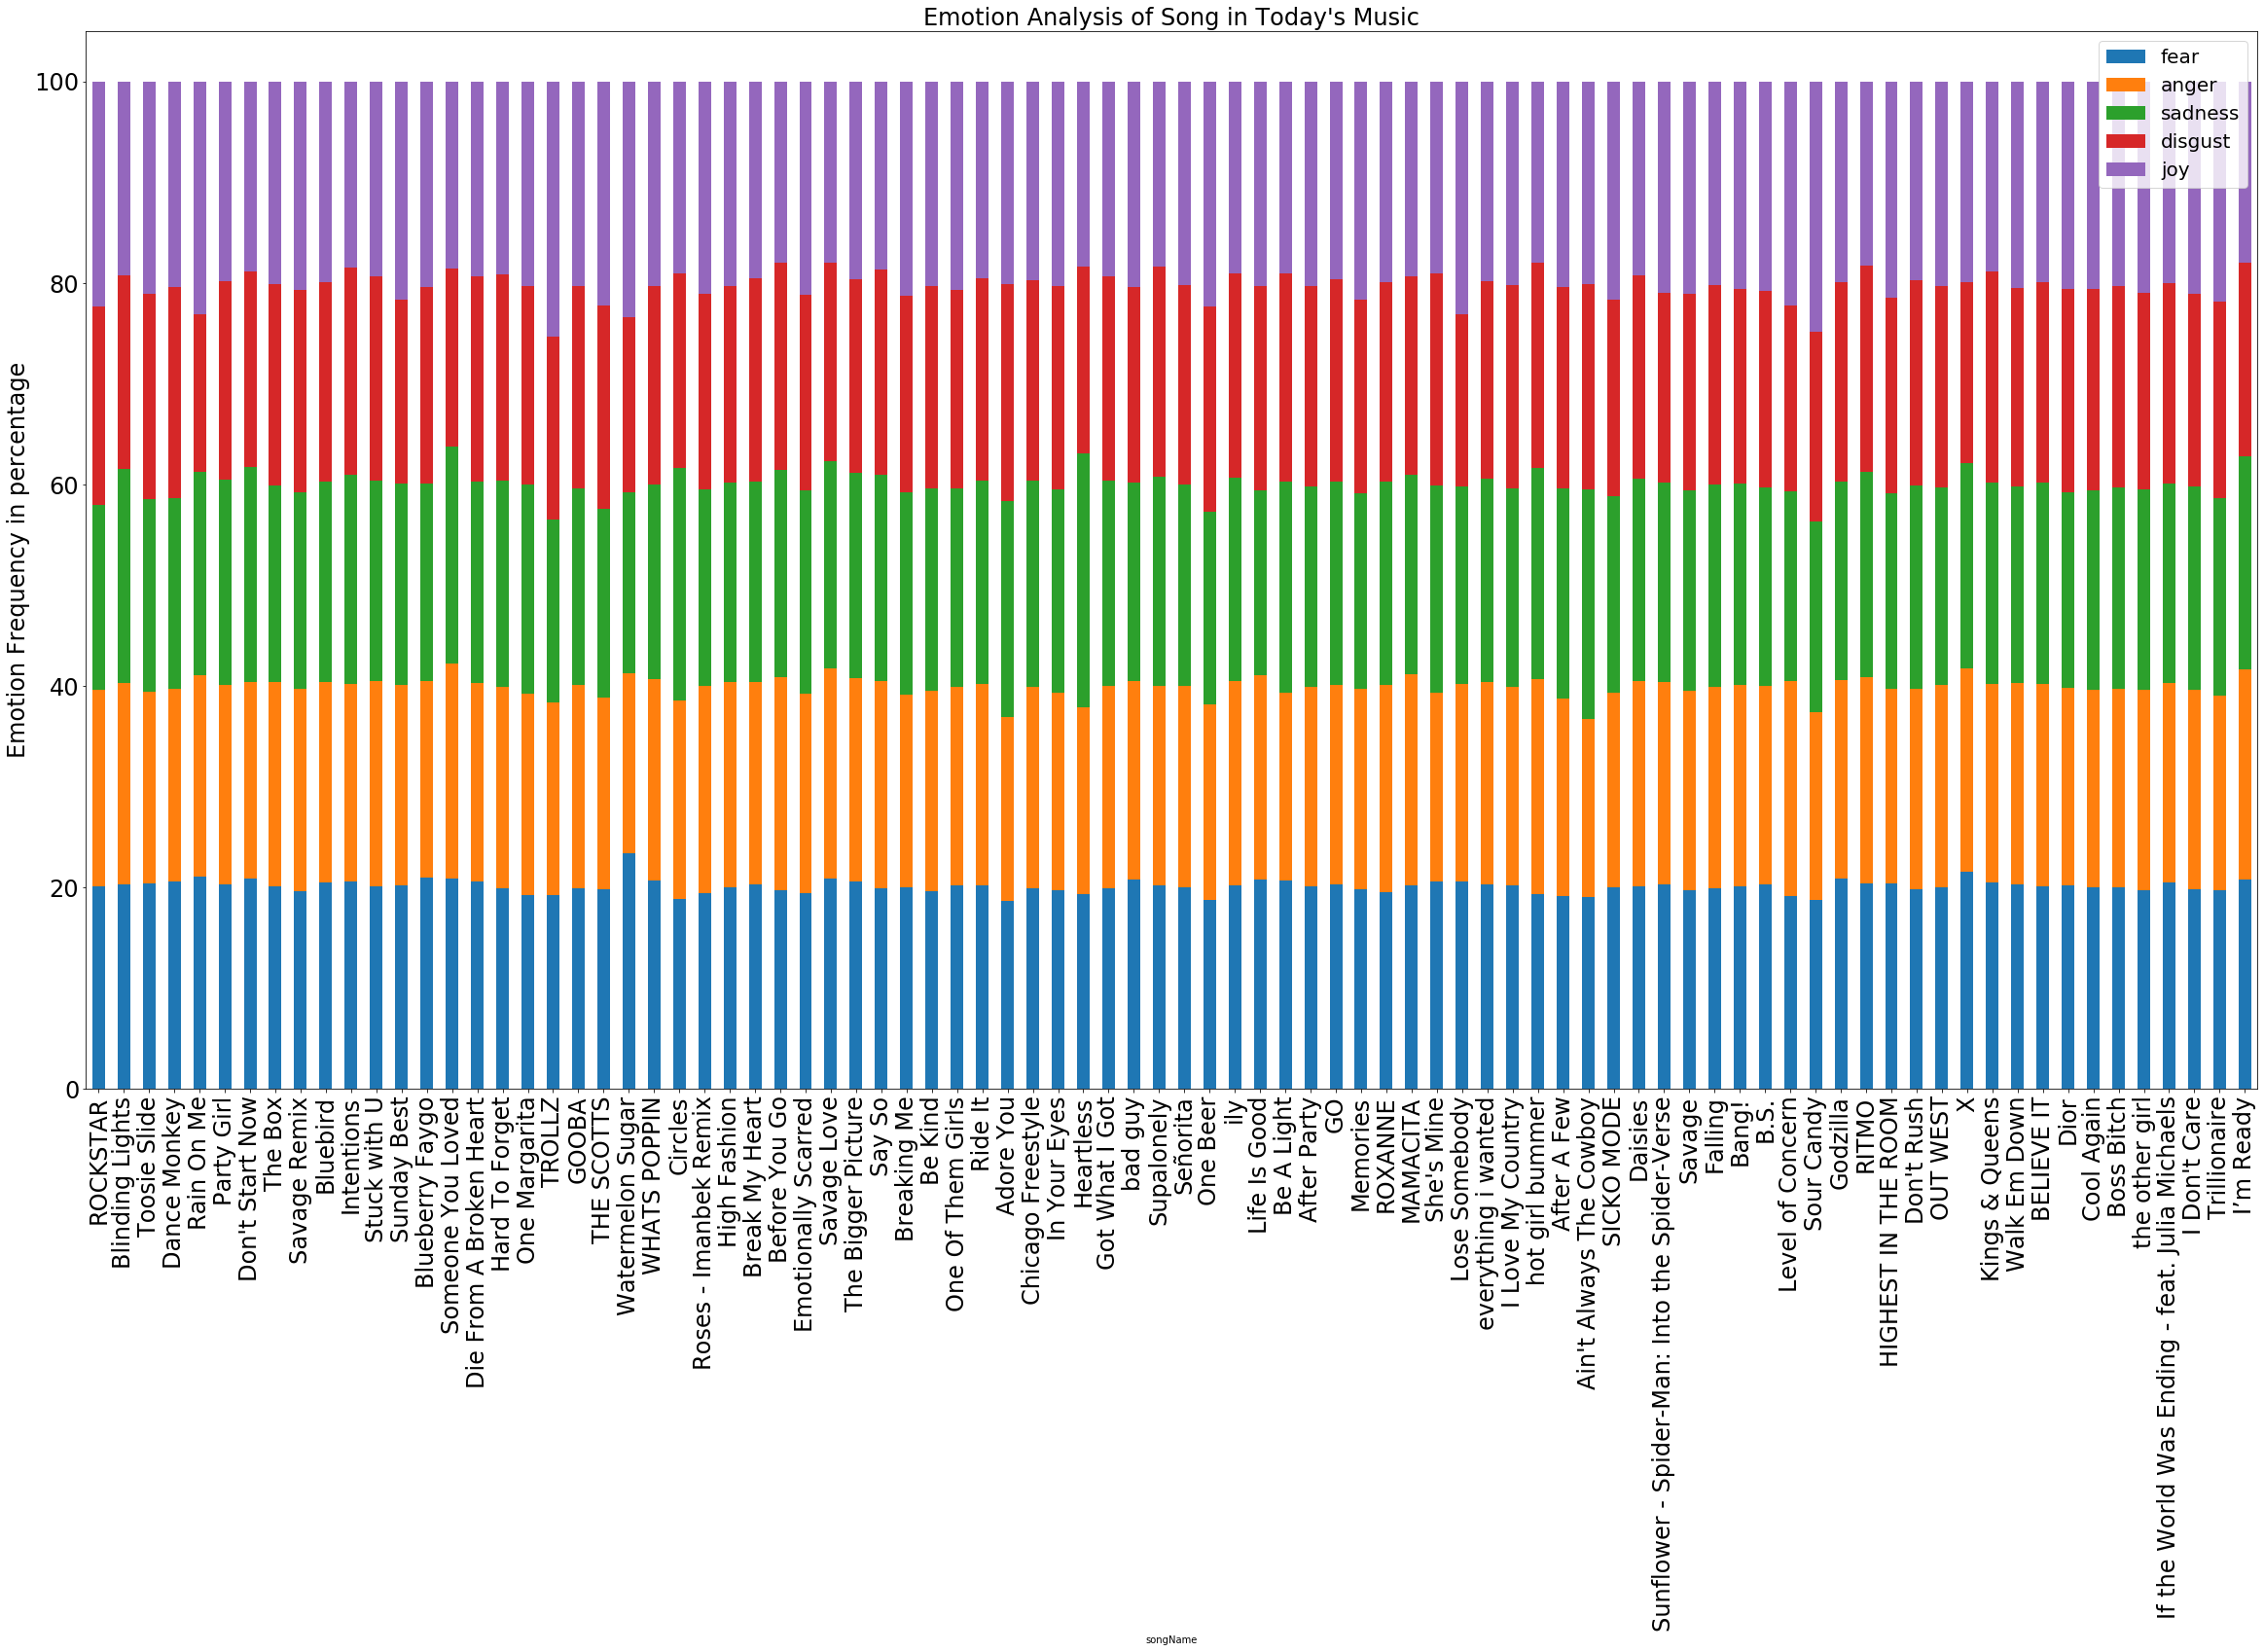 Emotion Analysis of Song in Today's Music
fear
anger
sadness
disgust
joy
Emotion Frequency in percentage
100
80
60
40
20
0
ROCKSTAR
Blinding Lights
Toosie Slide
Dance Monkey
Rain On Me
Party Girl
Don't Start Now
The Box
Savage Remix
Bluebird
Intentions
Stuck with U
Sunday Best
Blueberry Faygo
Someone You Loved
Die From A Broken Heart
Hard To Forget
One Margarita
TROLLZ
GOOBA
THE SCOTTS
Watermelon Sugar
WHATS POPPIN
Circles
Roses - Imanbek Remix
High Fashion
Break My Heart
Before You Go
Emotionally Scarred
Savage Love
The Bigger Picture
Say So
Breaking Me
Be Kind
One Of Them Girls
Ride It
Adore You
Chicago Freestyle
In Your Eyes
Heartless
Got What I Got
bad guy
Supalonely
Señorita
One Beer
ily
Life Is Good
Be A Light
After Party
GO
Memories
ROXANNE
MAMACITA
She's Mine
Lose Somebody
everything i wanted
I Love My Country
hot girl bummer
After A Few
Ain't Always The Cowboy
SICKO MODE
Daisies
Sunflower - Spider-Man: Into the Spider-Verse
Savage
Falling
Bang!
B.S.
Level of Concern
Sour Candy
Godzilla
RITMO
HIGHEST IN THE ROOM
Don't Rush
OUT WEST
X
Kings & Queens
Walk Em Down
BELIEVE IT
Dior
Cool Again
Boss Bitch
the other girl
If the World Was Ending - feat. Julia Michaels
I Don't Care
Trillionaire
I’m Ready
songName